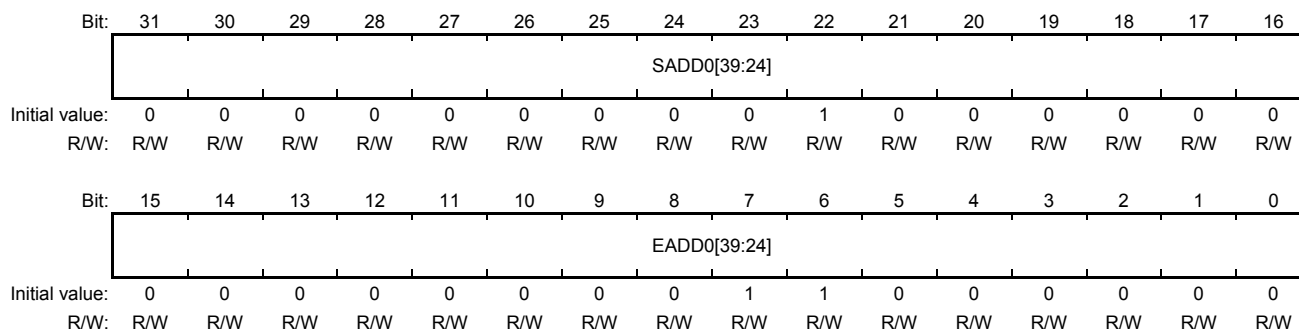 Bit: 31 30 29 28 27 26 25 24 23 22 21 20 19 18 17 16
SADD0[39:24]
Initial value: 0 0 0 0 0 0 0 0 0 1 0 0 0 0 0 0
R/W: R/W R/W R/W R/W R/W R/W R/W R/W R/W R/W R/W R/W R/W R/W R/W R/W
Bit: 15 14 13 12 11 10 9 8 7 6 5 4 3 2 1 0
EADD0[39:24]
Initial value: 0 0 0 0 0 0 0 0 1 1 0 0 0 0 0 0
R/W: R/W R/W R/W R/W R/W R/W R/W R/W R/W R/W R/W R/W R/W R/W R/W R/W